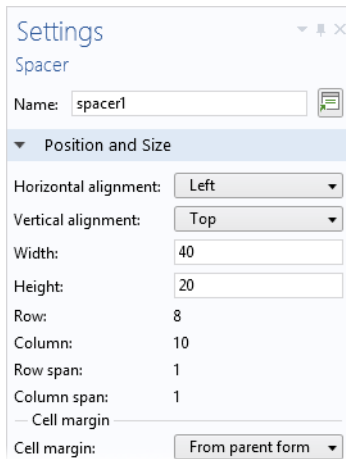 Settings
Spacer
Name: spacer1
Position and Size
Horizontal alignment: Left
Vertical alignment: Top
Width: 40
Height: 20
Row: 8
Column: 10
Row span: 1
Column span: 1
Cell margin
Cell margin: From parent form